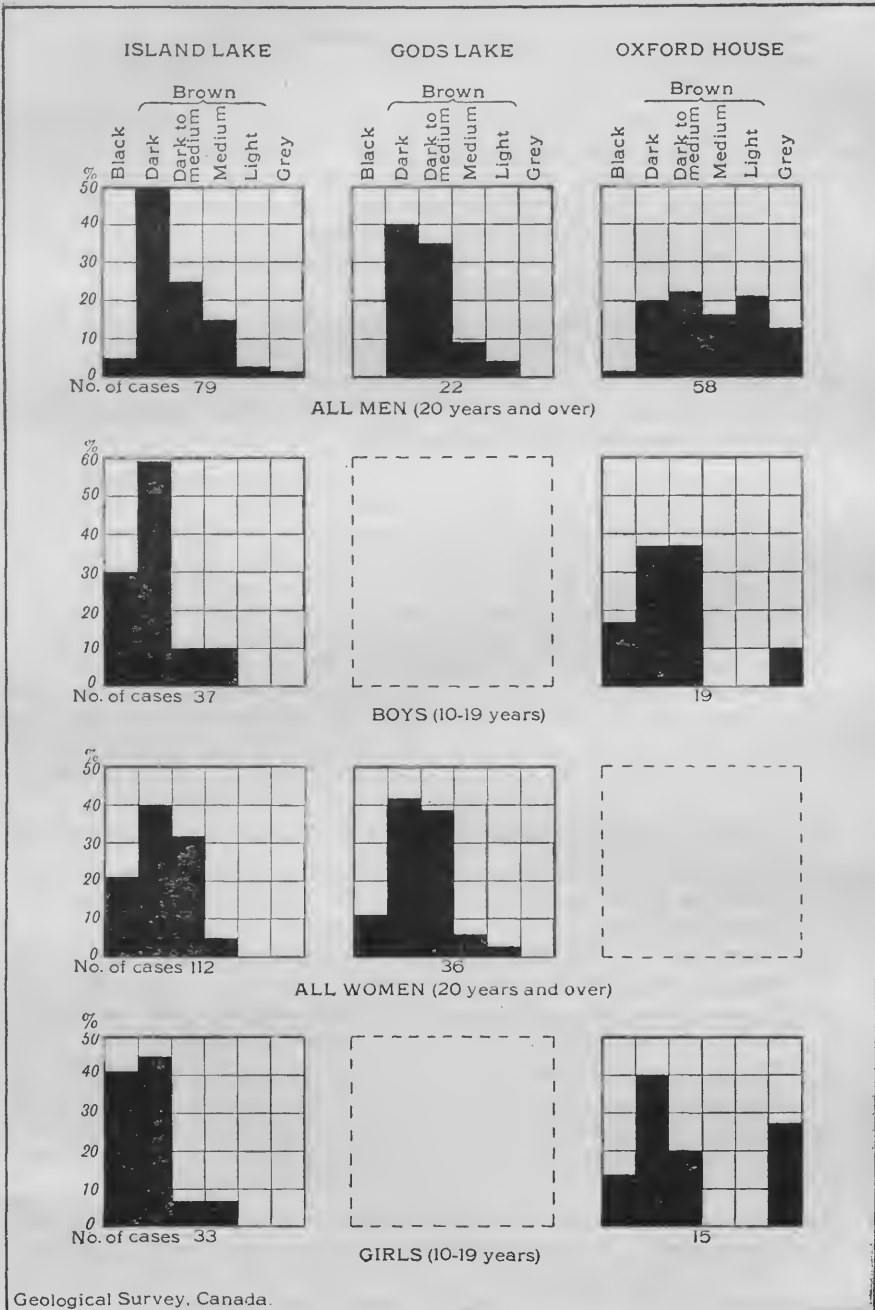 ISLAND LAKE GODS LAKE OXFORD HOUSE
Brown Brown Brown
Black Dark Dark to medium Medium Light Grey Black Dark Dark to medium Medium Light Grey Black Dark Dark to medium Medium Light Grey
%
50
40
30
20
10
0
No. of cases 79 22 58
ALL MEN (20 years and over)
%
60
50
40
30
20
10
0
No. of cases 37 19
BOYS (10-19 years)
%
50
40
30
20
10
0
No. of cases 112 36
ALL WOMEN (20 years and over)
%
50
40
30
20
10
0
No. of cases 33 15
GIRLS (10-19 years)
Geological Survey, Canada.